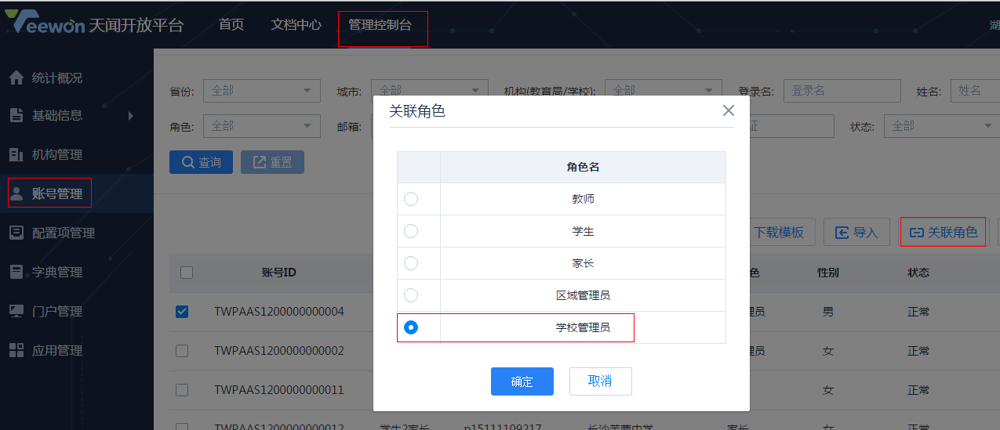 Yeewon 天闻开放平台 首页 文档中心 管理控制台 湖
统计概况
基础信息
机构管理
账号管理
配置项管理
字典管理
门户管理
应用管理
省份: 全部 城市: 全部 机构(教育局/学校): 全部 登录名: 登录名 姓名: 姓名
角色: 全部 邮箱: 证 状态: 全部
查询 重置
下载模板 导入 关联角色
账号ID 色 性别 状态
TWPAAS1200000000004 理员 男 正常
TWPAAS1200000000002 理员 女 正常
TWPAAS1200000000011 女 正常
TWPAAS1200000000012 学生2家长 p15111109217 长沙芙蓉中学 家长 女 正常
关联角色
角色名
教师
学生
家长
区域管理员
学校管理员
确定 取消